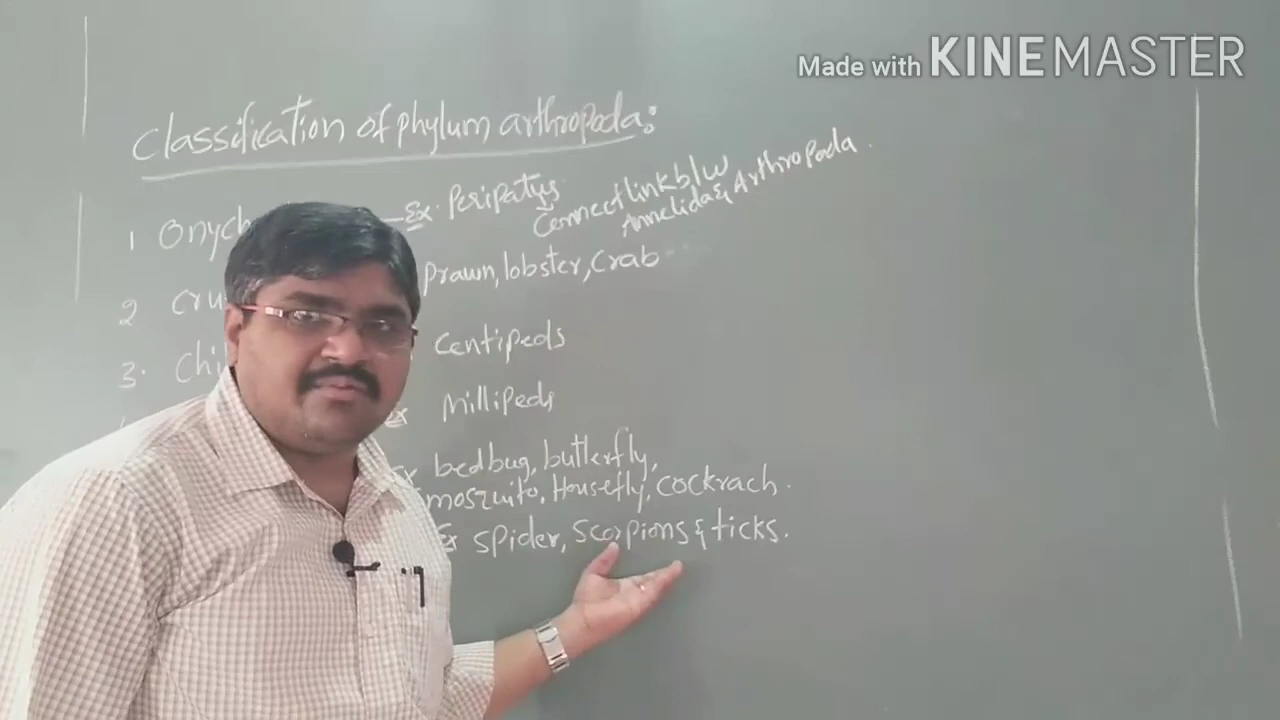 Made with KINEMASTER
Classification of phylum arthropoda:
1 Onych
Ex. Peripatus
Connect link b/w
Annelida & Arthropoda.
2 Cru
Prawn, lobster, Crab
3. Chi
Centipeds
ex Millipeds
Ex bedbug, butterfly,
mosquito, Housefly, cockrach.
Ex spider, scorpions & ticks.